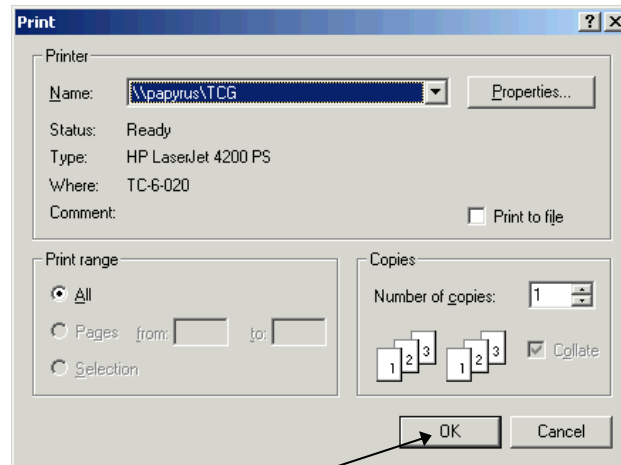 Print
Printer
Name: \\papyrus\TCG Properties...
Status: Ready
Type: HP LaserJet 4200 PS
Where: TC-6-020
Comment: Print to file
Print range
All
Pages from: to:
Selection
Copies
Number of copies: 1
1 2 3 1 2 3 Collate
OK Cancel